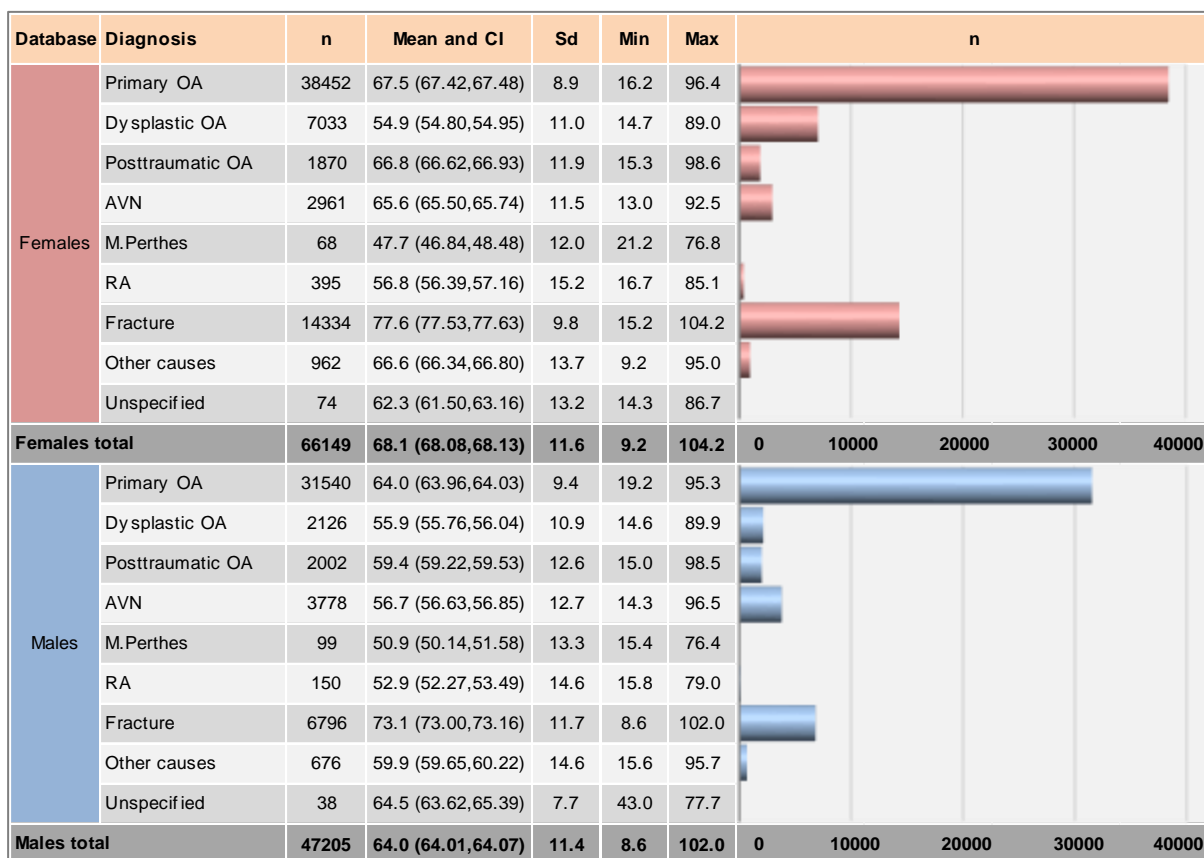 Database Diagnosis n Mean and CI Sd Min Max n
Primary OA 38452 67.5 (67.42,67.48) 8.9 16.2 96.4
Dysplastic OA 7033 54.9 (54.80,54.95) 11.0 14.7 89.0
Posttraumatic OA 1870 66.8 (66.62,66.93) 11.9 15.3 98.6
AVN 2961 65.6 (65.50,65.74) 11.5 13.0 92.5
Females M.Perthes 68 47.7 (46.84,48.48) 12.0 21.2 76.8
RA 395 56.8 (56.39,57.16) 15.2 16.7 85.1
Fracture 14334 77.6 (77.53,77.63) 9.8 15.2 104.2
Other causes 962 66.6 (66.34,66.80) 13.7 9.2 95.0
Unspecified 74 62.3 (61.50,63.16) 13.2 14.3 86.7
Females total 66149 68.1 (68.08,68.13) 11.6 9.2 104.2 0 10000 20000 30000 40000
Primary OA 31540 64.0 (63.96,64.03) 9.4 19.2 95.3
Dysplastic OA 2126 55.9 (55.76,56.04) 10.9 14.6 89.9
Posttraumatic OA 2002 59.4 (59.22,59.53) 12.6 15.0 98.5
AVN 3778 56.7 (56.63,56.85) 12.7 14.3 96.5
Males M.Perthes 99 50.9 (50.14,51.58) 13.3 15.4 76.4
RA 150 52.9 (52.27,53.49) 14.6 15.8 79.0
Fracture 6796 73.1 (73.00,73.16) 11.7 8.6 102.0
Other causes 676 59.9 (59.65,60.22) 14.6 15.6 95.7
Unspecified 38 64.5 (63.62,65.39) 7.7 43.0 77.7
Males total 47205 64.0 (64.01,64.07) 11.4 8.6 102.0 0 10000 20000 30000 40000